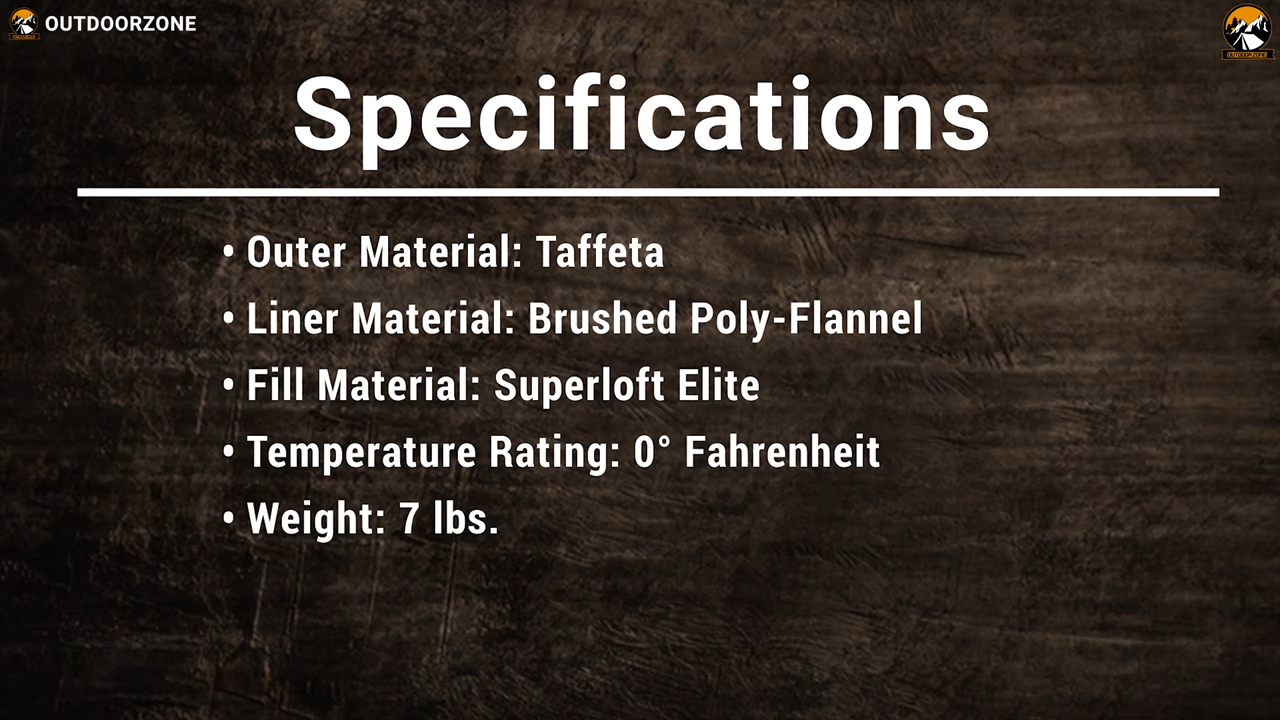 OUTDOORZONE
Specifications
• Outer Material: Taffeta
• Liner Material: Brushed Poly-Flannel
• Fill Material: Superloft Elite
• Temperature Rating: 0° Fahrenheit
• Weight: 7 lbs.
OUTDOORZONE